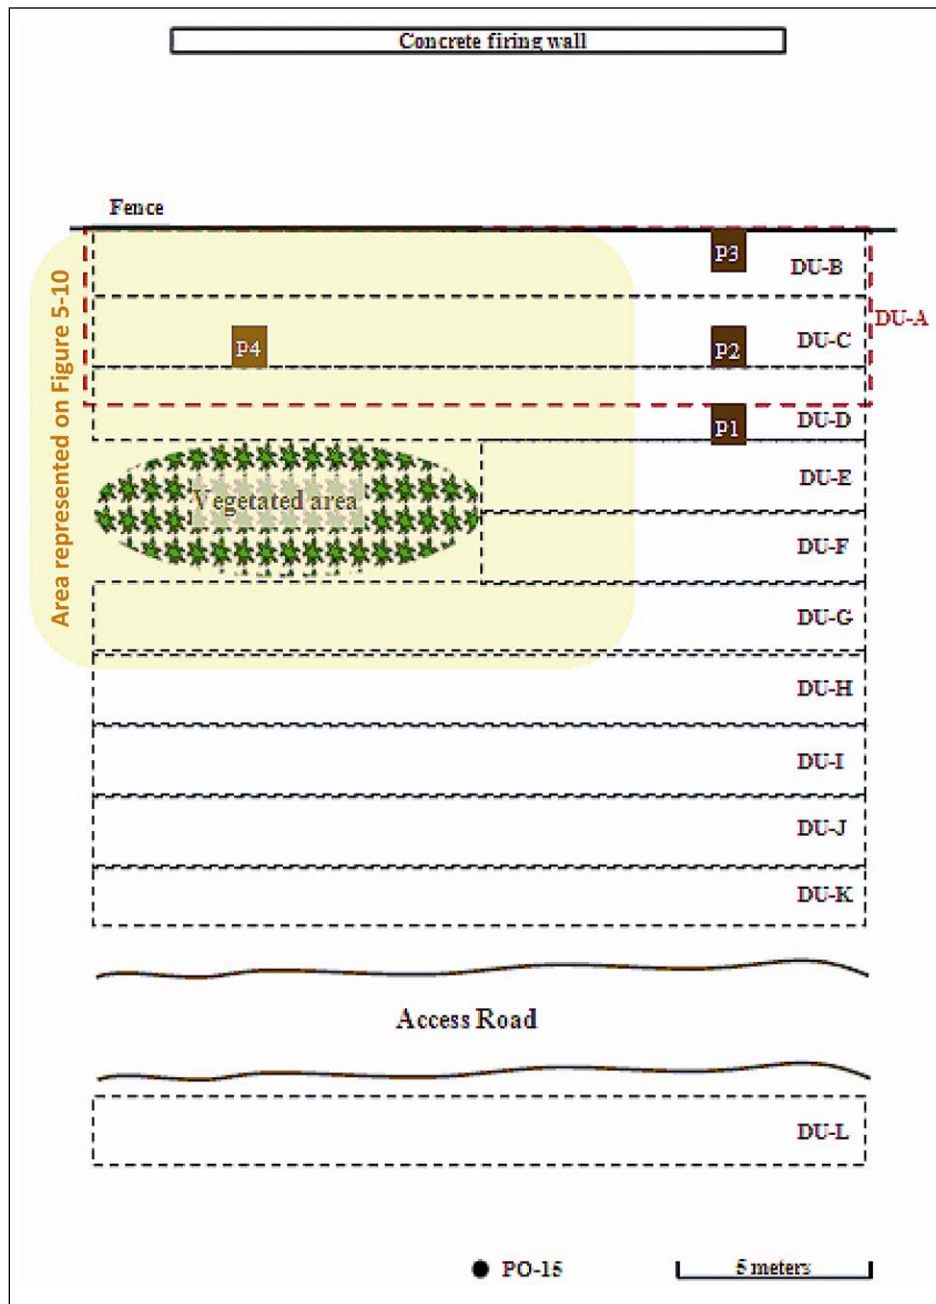 Concrete firing wall
Fence
P3
DU-B
Area represented on Figure 5-10
DU-A
P4
P2
DU-C
P1
DU-D
Vegetated area
DU-E
DU-F
DU-G
DU-H
DU-I
DU-J
DU-K
Access Road
DU-L
PO-15
5 meters